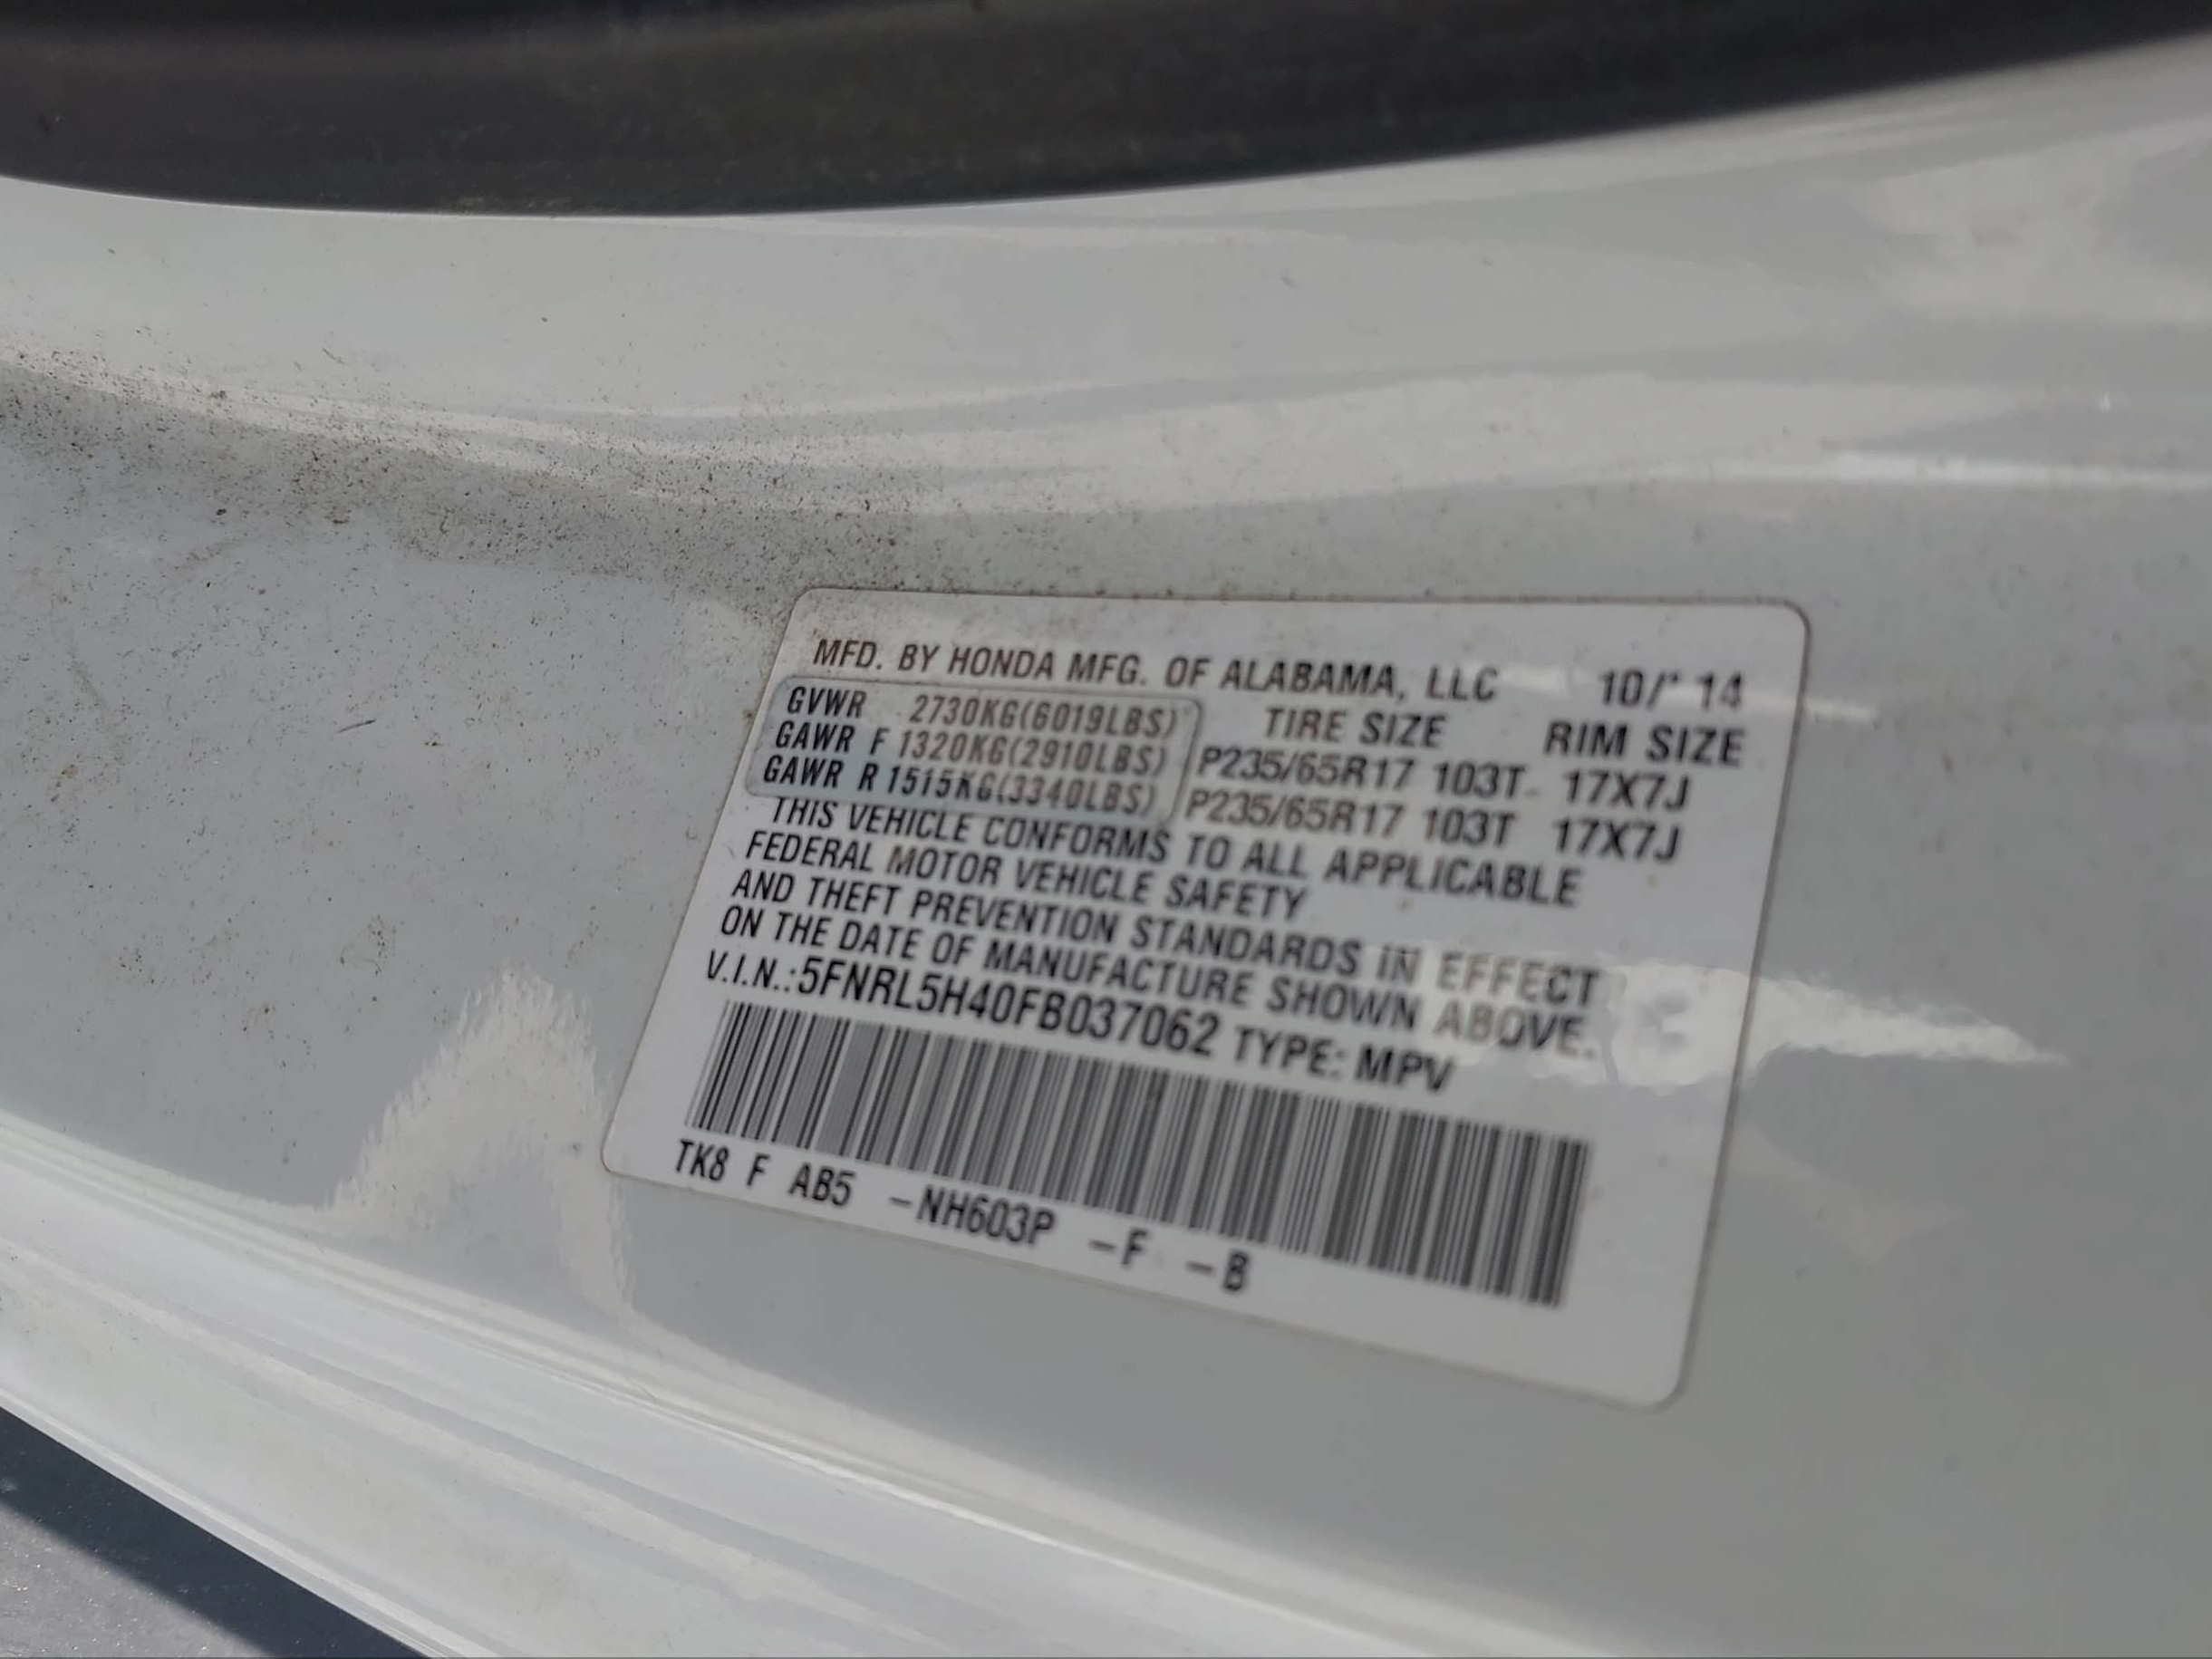 MFD. BY HONDA MFG. OF ALABAMA, LLC 10/ 14
GVWR 2730KG(6019LBS) TIRE SIZE RIM SIZE
GAWR F 1320KG(2910LBS) P235/65R17 103T 17X7J
GAWR R 1515KG(3340LBS) P235/65R17 103T 17X7J
THIS VEHICLE CONFORMS TO ALL APPLICABLE
FEDERAL MOTOR VEHICLE SAFETY
AND THEFT PREVENTION STANDARDS IN EFFECT
ON THE DATE OF MANUFACTURE SHOWN ABOVE.
V.I.N.:5FNRL5H40FB037062 TYPE: MPV
TK8 F AB5 -NH603P -F -B